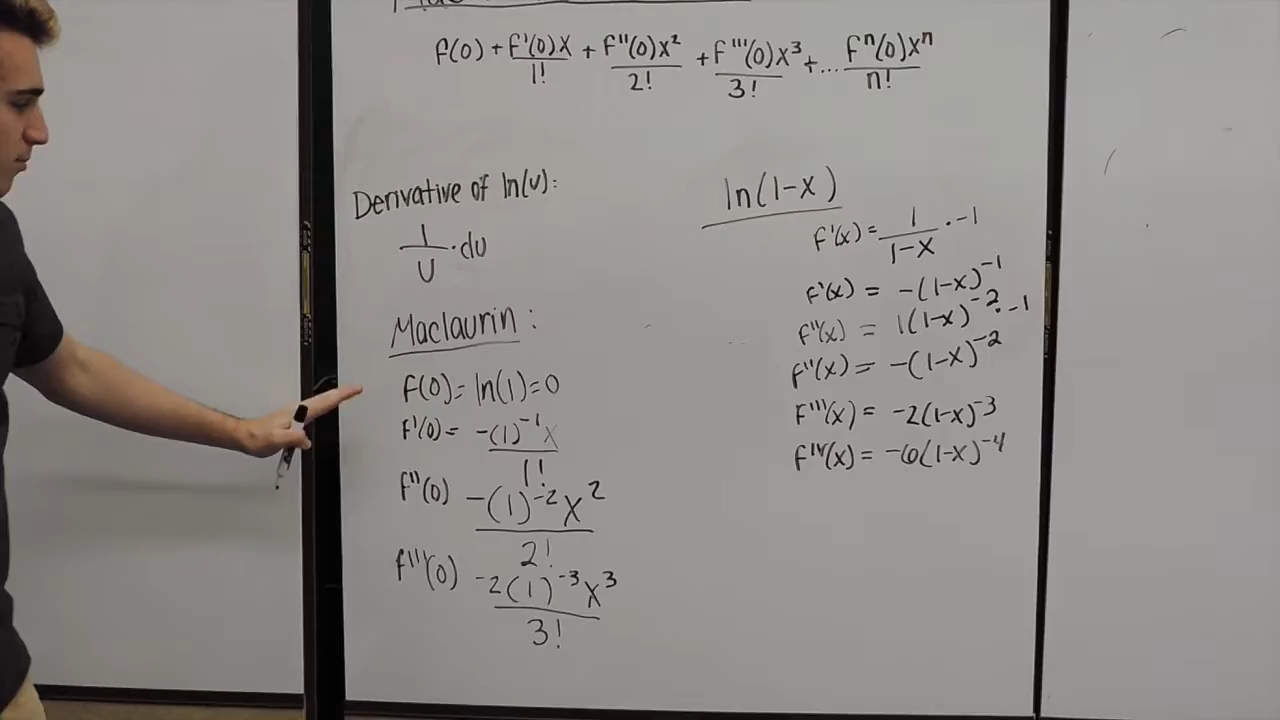 f(0) + f'(0)x/1! + f''(0)x²/2! + f'''(0)x³/3! + ... fⁿ(0)xⁿ/n!
Derivative of ln(u):
1/u · du
Maclaurin:
f(0) = ln(1) = 0
f'(0) = -(1)⁻¹x/1!
f''(0) -(1)⁻²x²/2!
f'''(0) -2(1)⁻³x³/3!
ln(1-x)
f'(x) = 1/1-x · -1
f'(x) = -(1-x)⁻¹
f''(x) = 1(1-x)⁻² · -1
f''(x) = -(1-x)⁻²
f'''(x) = -2(1-x)⁻³
f'ᵛ(x) = -6(1-x)⁻⁴